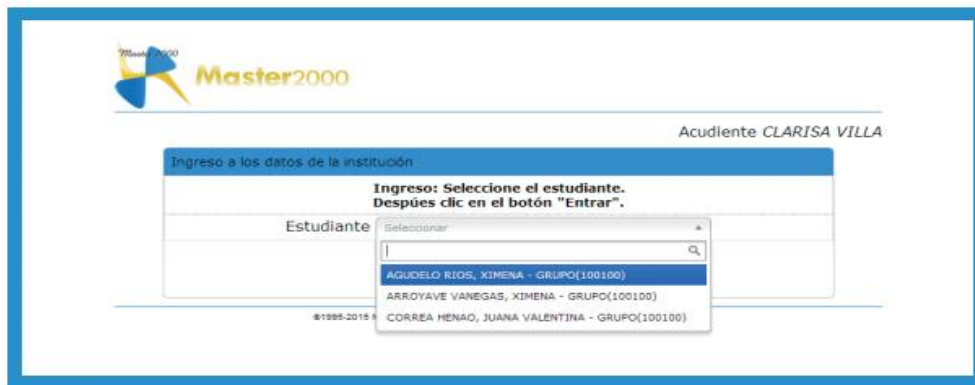 Master 2000
Master2000
Acudiente CLARISA VILLA
Ingreso a los datos de la institución
Ingreso: Seleccione el estudiante.
Despúes clic en el botón "Entrar".
Estudiante Seleccionar
AGUDELO RIOS, XIMENA - GRUPO(100100)
ARROYAVE VANEGAS, XIMENA - GRUPO(100100)
©1995-2015
CORREA HENAO, JUANA VALENTINA - GRUPO(100100)